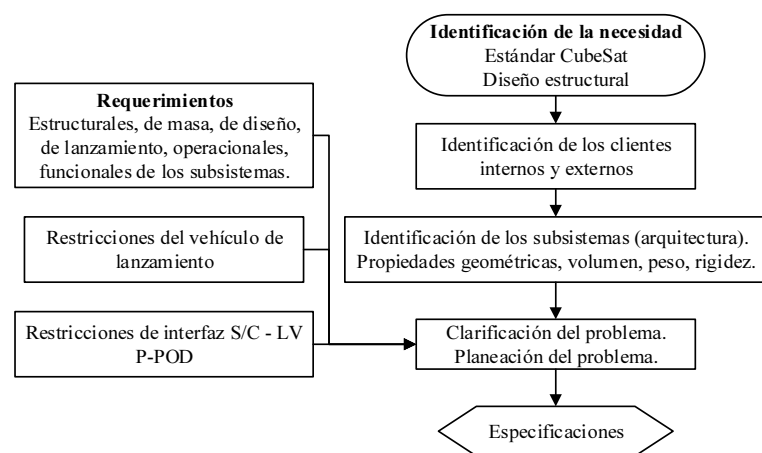 Identificación de la necesidad
Estándar CubeSat
Diseño estructural
Requerimientos
Estructurales, de masa, de diseño,
de lanzamiento, operacionales,
funcionales de los subsistemas.
Identificación de los clientes
internos y externos
Restricciones del vehículo de
lanzamiento
Identificación de los subsistemas (arquitectura).
Propiedades geométricas, volumen, peso, rigidez.
Restricciones de interfaz S/C - LV
P-POD
Clarificación del problema.
Planeación del problema.
Especificaciones